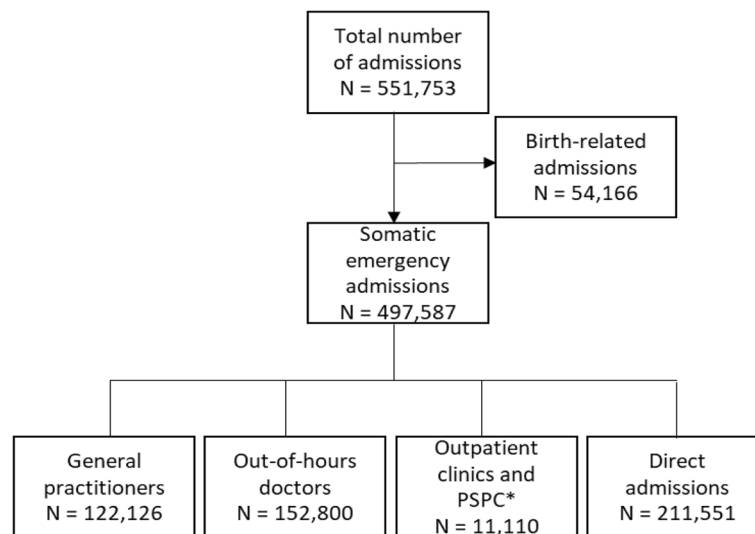 Total number
of admissions
N = 551,753
Birth-related
admissions
N = 54,166
Somatic
emergency
admissions
N = 497,587
General
practitioners
N = 122,126
Out-of-hours
doctors
N = 152,800
Outpatient
clinics and
PSPC*
N = 11,110
Direct
admissions
N = 211,551